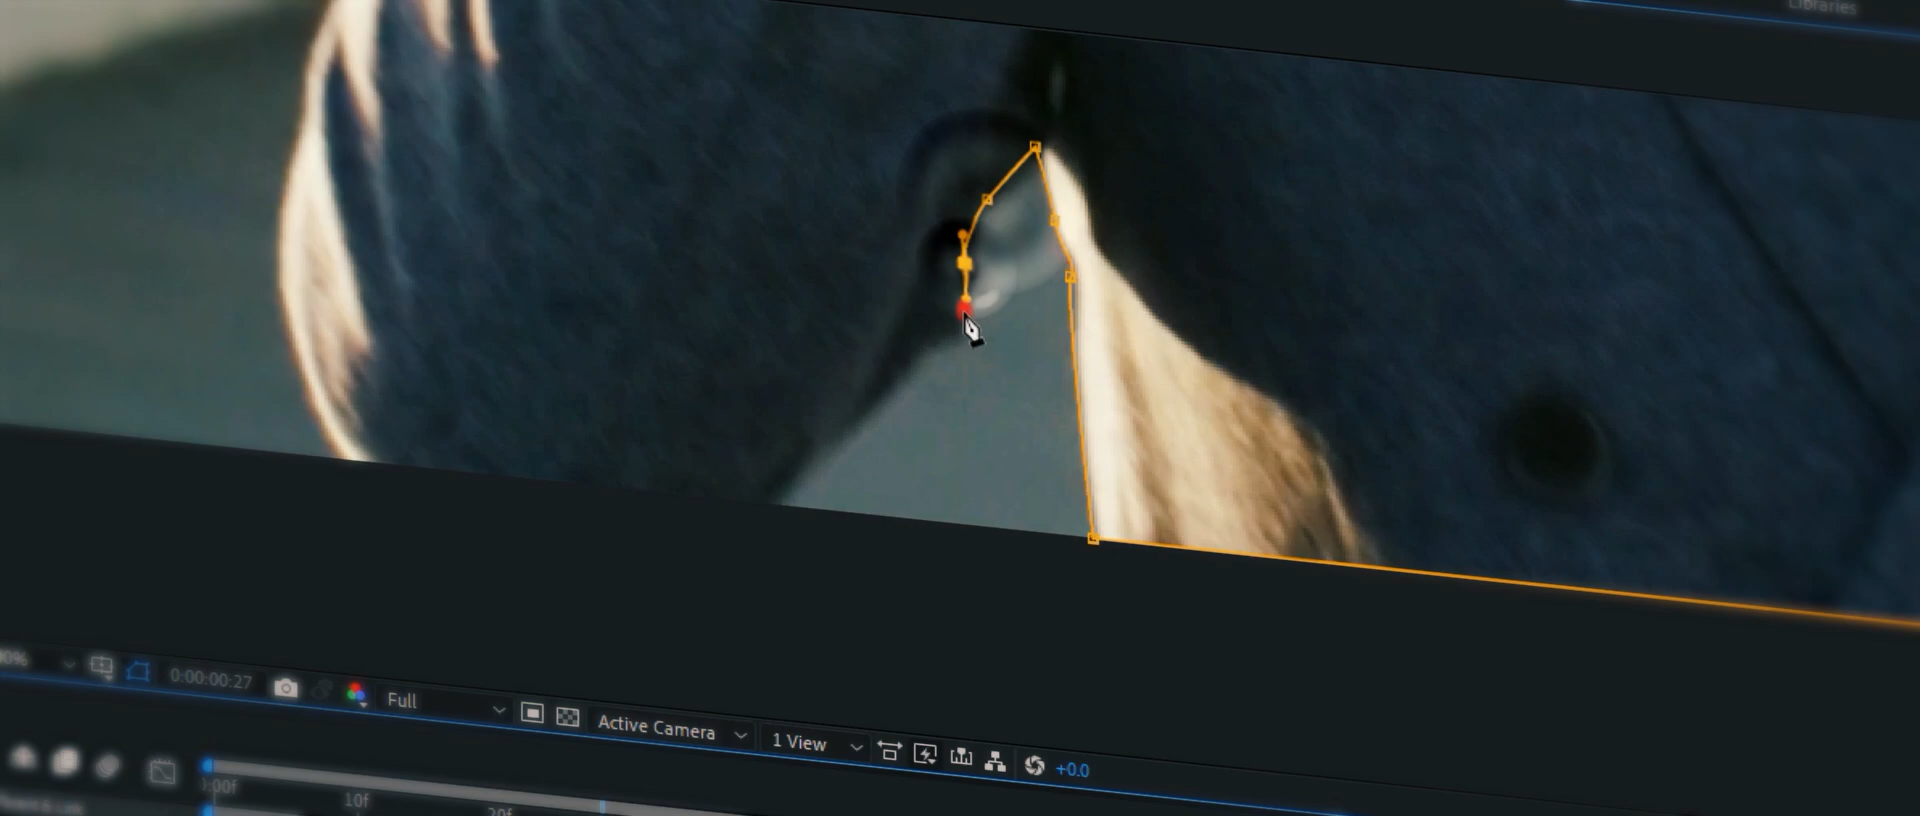 Libraries
0:00:00:27
Full
Active Camera
1 View
+0.0
:00f
10f
20f